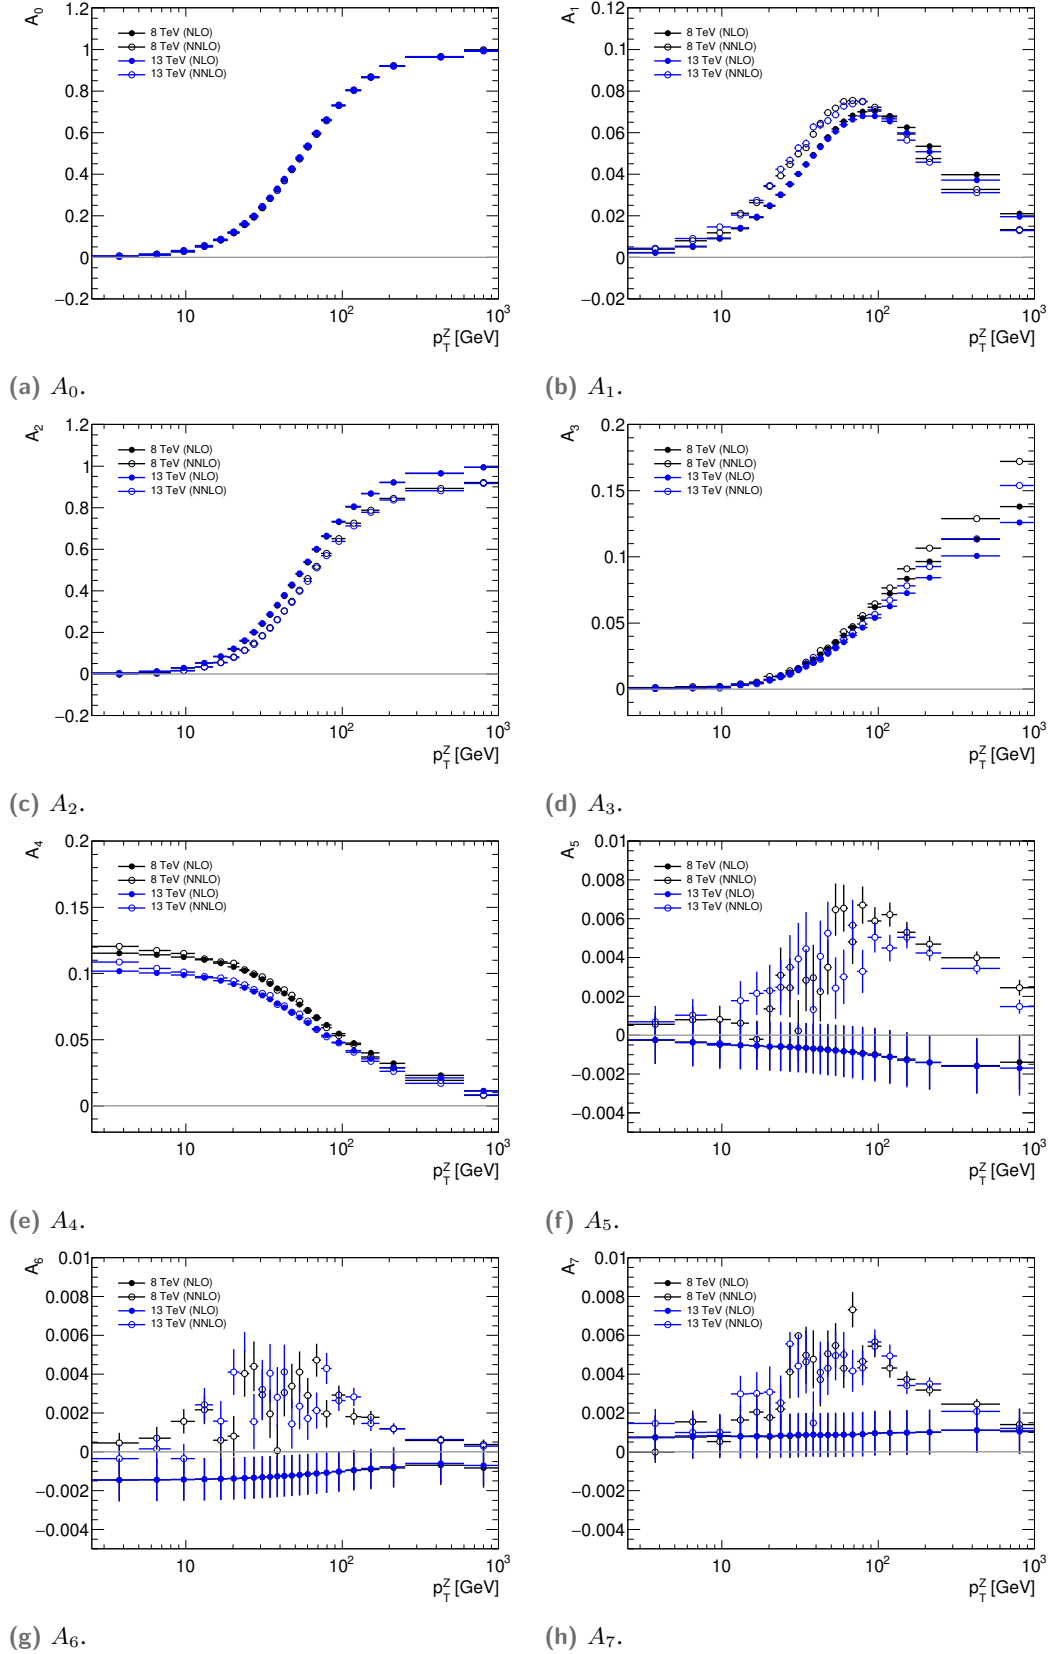 A₀
1.2
1
0.8
0.6
0.4
0.2
0
−0.2
8 TeV (NLO)
8 TeV (NNLO)
13 TeV (NLO)
13 TeV (NNLO)
10 10² 10³
p_T^Z [GeV]
(a) A₀.
A₁
0.12
0.1
0.08
0.06
0.04
0.02
0
−0.02
8 TeV (NLO)
8 TeV (NNLO)
13 TeV (NLO)
13 TeV (NNLO)
10 10² 10³
p_T^Z [GeV]
(b) A₁.
A₂
1.2
1
0.8
0.6
0.4
0.2
0
−0.2
8 TeV (NLO)
8 TeV (NNLO)
13 TeV (NLO)
13 TeV (NNLO)
10 10² 10³
p_T^Z [GeV]
(c) A₂.
A₃
0.2
0.15
0.1
0.05
0
8 TeV (NLO)
8 TeV (NNLO)
13 TeV (NLO)
13 TeV (NNLO)
10 10² 10³
p_T^Z [GeV]
(d) A₃.
A₄
0.2
0.15
0.1
0.05
0
8 TeV (NLO)
8 TeV (NNLO)
13 TeV (NLO)
13 TeV (NNLO)
10 10² 10³
p_T^Z [GeV]
(e) A₄.
A₅
0.01
0.008
0.006
0.004
0.002
0
−0.002
−0.004
8 TeV (NLO)
8 TeV (NNLO)
13 TeV (NLO)
13 TeV (NNLO)
10 10² 10³
p_T^Z [GeV]
(f) A₅.
A₆
0.01
0.008
0.006
0.004
0.002
0
−0.002
−0.004
8 TeV (NLO)
8 TeV (NNLO)
13 TeV (NLO)
13 TeV (NNLO)
10 10² 10³
p_T^Z [GeV]
(g) A₆.
A₇
0.01
0.008
0.006
0.004
0.002
0
−0.002
−0.004
8 TeV (NLO)
8 TeV (NNLO)
13 TeV (NLO)
13 TeV (NNLO)
10 10² 10³
p_T^Z [GeV]
(h) A₇.